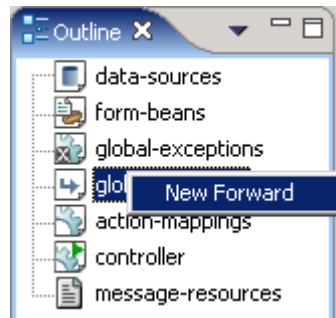 Outline
data-sources
form-beans
global-exceptions
New Forward
action-mappings
controller
message-resources